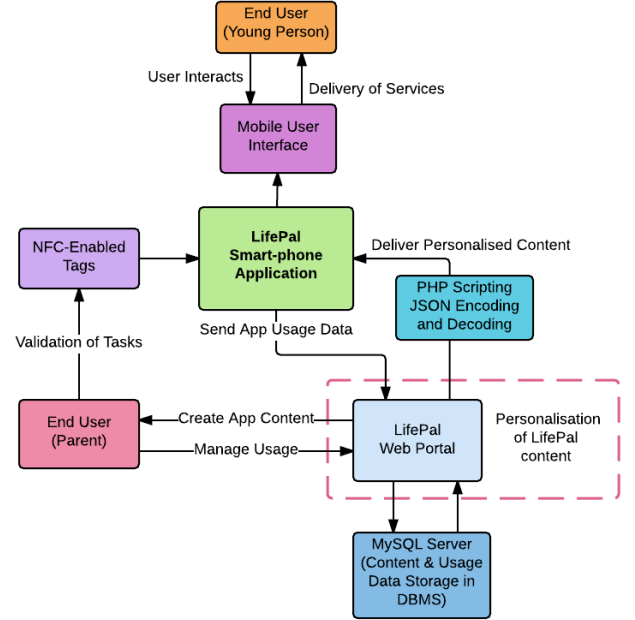 End User
(Young Person)
User Interacts
Delivery of Services
Mobile User
Interface
LifePal
Smart-phone
Application
NFC-Enabled
Tags
Deliver Personalised Content
PHP Scripting
JSON Encoding
and Decoding
Send App Usage Data
Validation of Tasks
End User
(Parent)
Create App Content
Manage Usage
LifePal
Web Portal
Personalisation
of LifePal
content
MySQL Server
(Content & Usage
Data Storage in
DBMS)